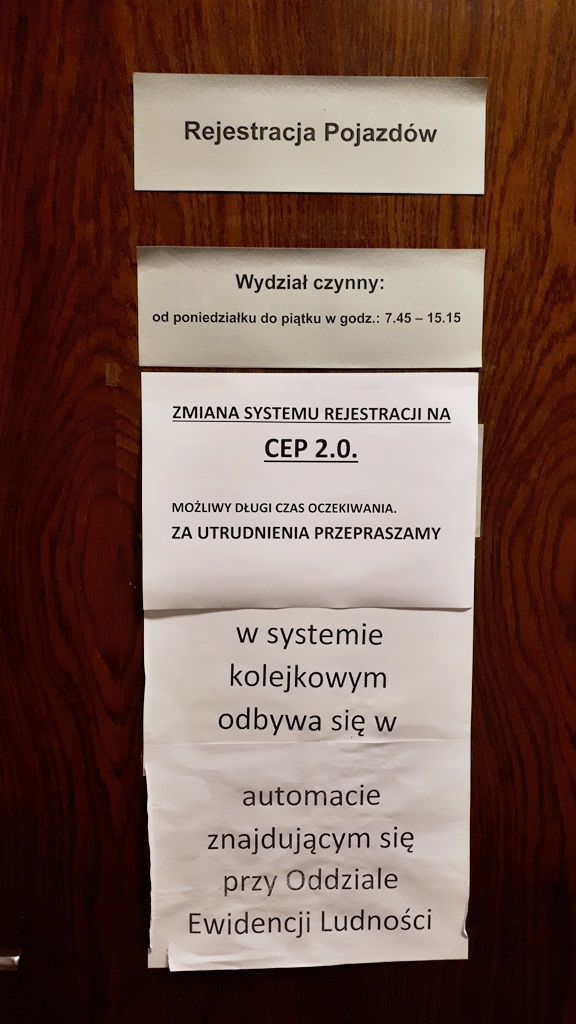 Rejestracja Pojazdów
Wydział czynny:
od poniedziałku do piątku w godz.: 7.45 – 15.15
ZMIANA SYSTEMU REJESTRACJI NA
CEP 2.0.
MOŻLIWY DŁUGI CZAS OCZEKIWANIA.
ZA UTRUDNIENIA PRZEPRASZAMY
w systemie
kolejkowym
odbywa się w
automacie
znajdującym się
przy Oddziale
Ewidencji Ludności